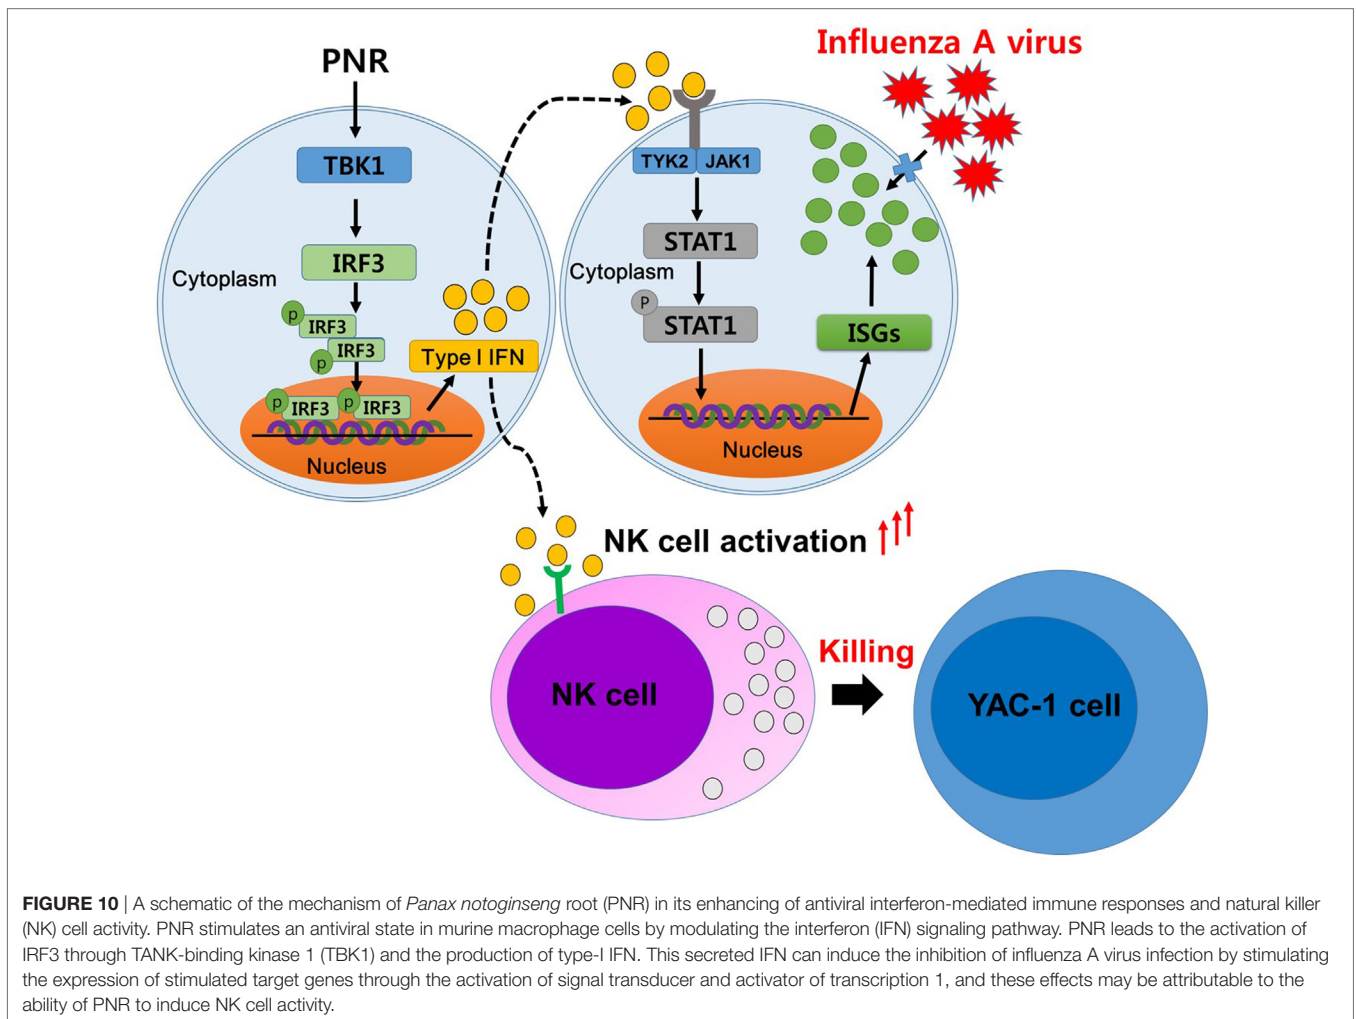 PNR
TBK1
IRF3
Cytoplasm
p
IRF3
IRF3
p
Type I IFN
p
IRF3
p
IRF3
Nucleus
Influenza A virus
TYK2
JAK1
STAT1
Cytoplasm
P
STAT1
ISGs
Nucleus
NK cell activation
NK cell
Killing
YAC-1 cell
FIGURE 10 | A schematic of the mechanism of Panax notoginseng root (PNR) in its enhancing of antiviral interferon-mediated immune responses and natural killer
(NK) cell activity. PNR stimulates an antiviral state in murine macrophage cells by modulating the interferon (IFN) signaling pathway. PNR leads to the activation of
IRF3 through TANK-binding kinase 1 (TBK1) and the production of type-I IFN. This secreted IFN can induce the inhibition of influenza A virus infection by stimulating
the expression of stimulated target genes through the activation of signal transducer and activator of transcription 1, and these effects may be attributable to the
ability of PNR to induce NK cell activity.